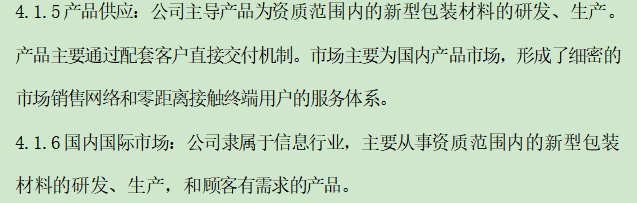 4.1.5产品供应：公司主导产品为资质范围内的新型包装材料的研发、生产。
产品主要通过配套客户直接交付机制。市场主要为国内产品市场，形成了细密的
市场销售网络和零距离接触终端用户的服务体系。
4.1.6国内国际市场：公司隶属于信息行业，主要从事资质范围内的新型包装
材料的研发、生产，和顾客有需求的产品。